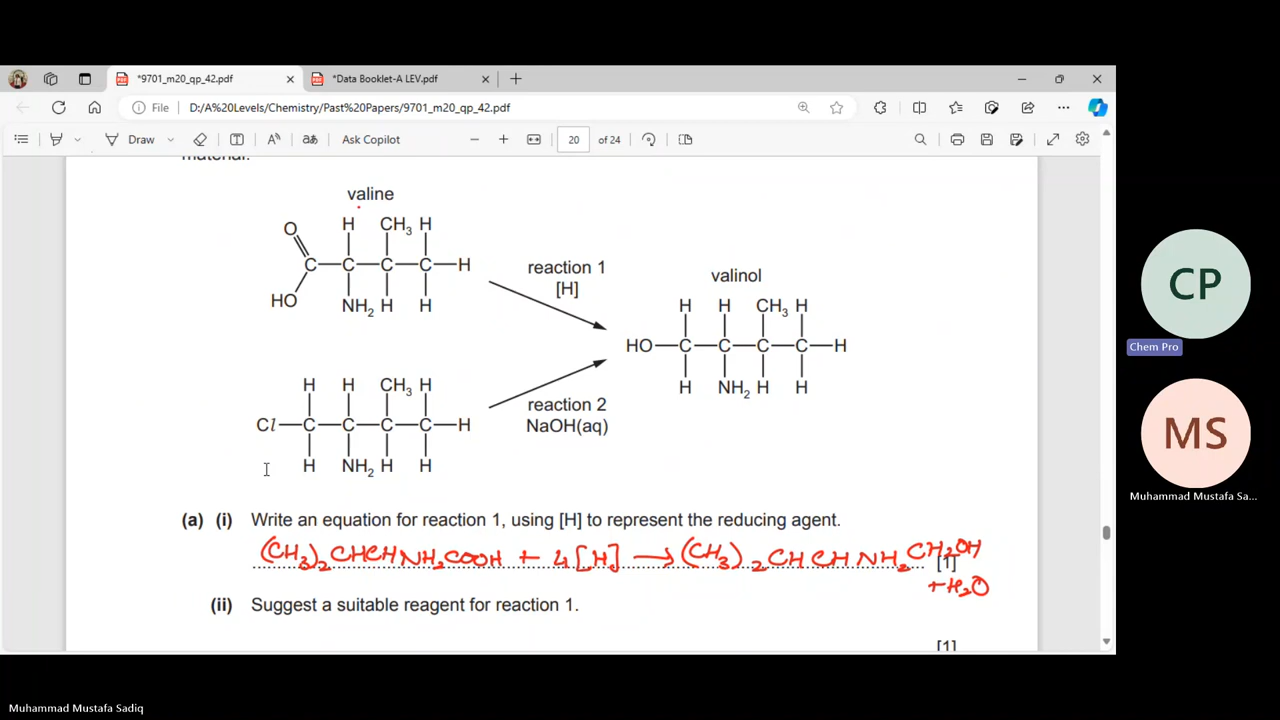 *9701_m20_qp_42.pdf
*Data Booklet-A LEV.pdf
File
D:/A%20Levels/Chemistry/Past%20Papers/9701_m20_qp_42.pdf
Draw
Ask Copilot
20 of 24
material.
valine
O H CH3 H
C C C C H
HO NH2 H H
reaction 1
[H]
valinol
H H CH3 H
HO C C C C H
H NH2 H H
H H CH3 H
Cl C C C C H
H NH2 H H
reaction 2
NaOH(aq)
(a) (i) Write an equation for reaction 1, using [H] to represent the reducing agent.
(CH3)2CHCHNH2COOH + 4[H] → (CH3)2CHCHNH2CH2OH
+H2O
[1]
(ii) Suggest a suitable reagent for reaction 1.
[1]
CP
Chem Pro
MS
Muhammad Mustafa Sa...
Muhammad Mustafa Sadiq